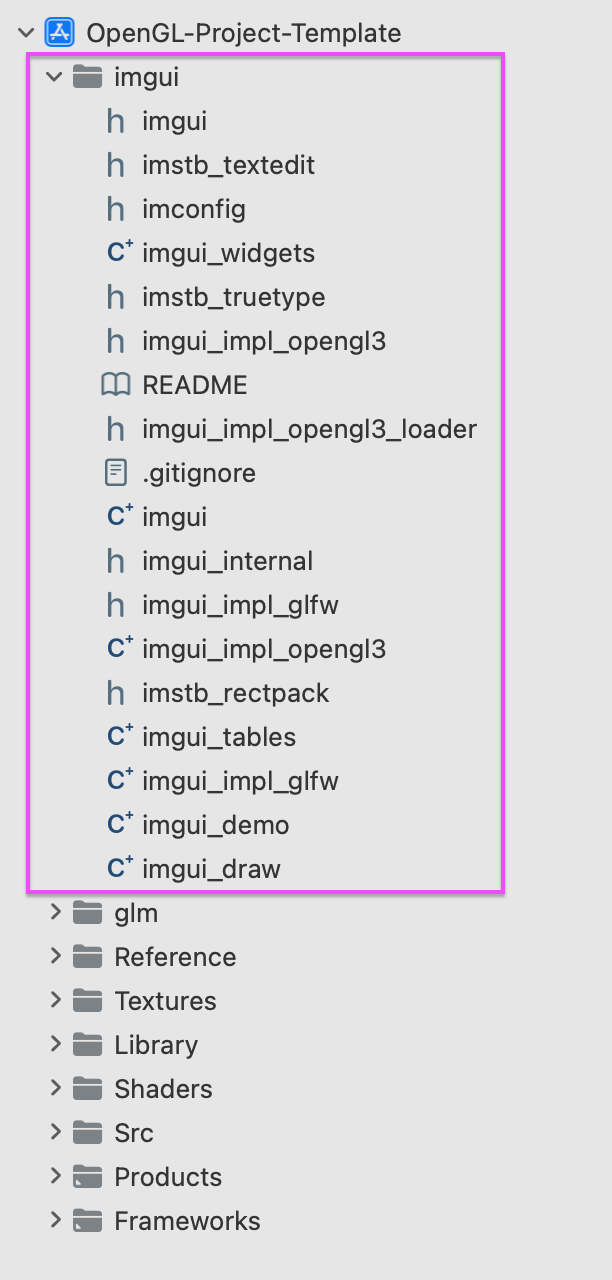 OpenGL-Project-Template
imgui
h imgui
h imstb_textedit
h imconfig
C+ imgui_widgets
h imstb_truetype
h imgui_impl_opengl3
README
h imgui_impl_opengl3_loader
.gitignore
C+ imgui
h imgui_internal
h imgui_impl_glfw
C+ imgui_impl_opengl3
h imstb_rectpack
C+ imgui_tables
C+ imgui_impl_glfw
C+ imgui_demo
C+ imgui_draw
glm
Reference
Textures
Library
Shaders
Src
Products
Frameworks